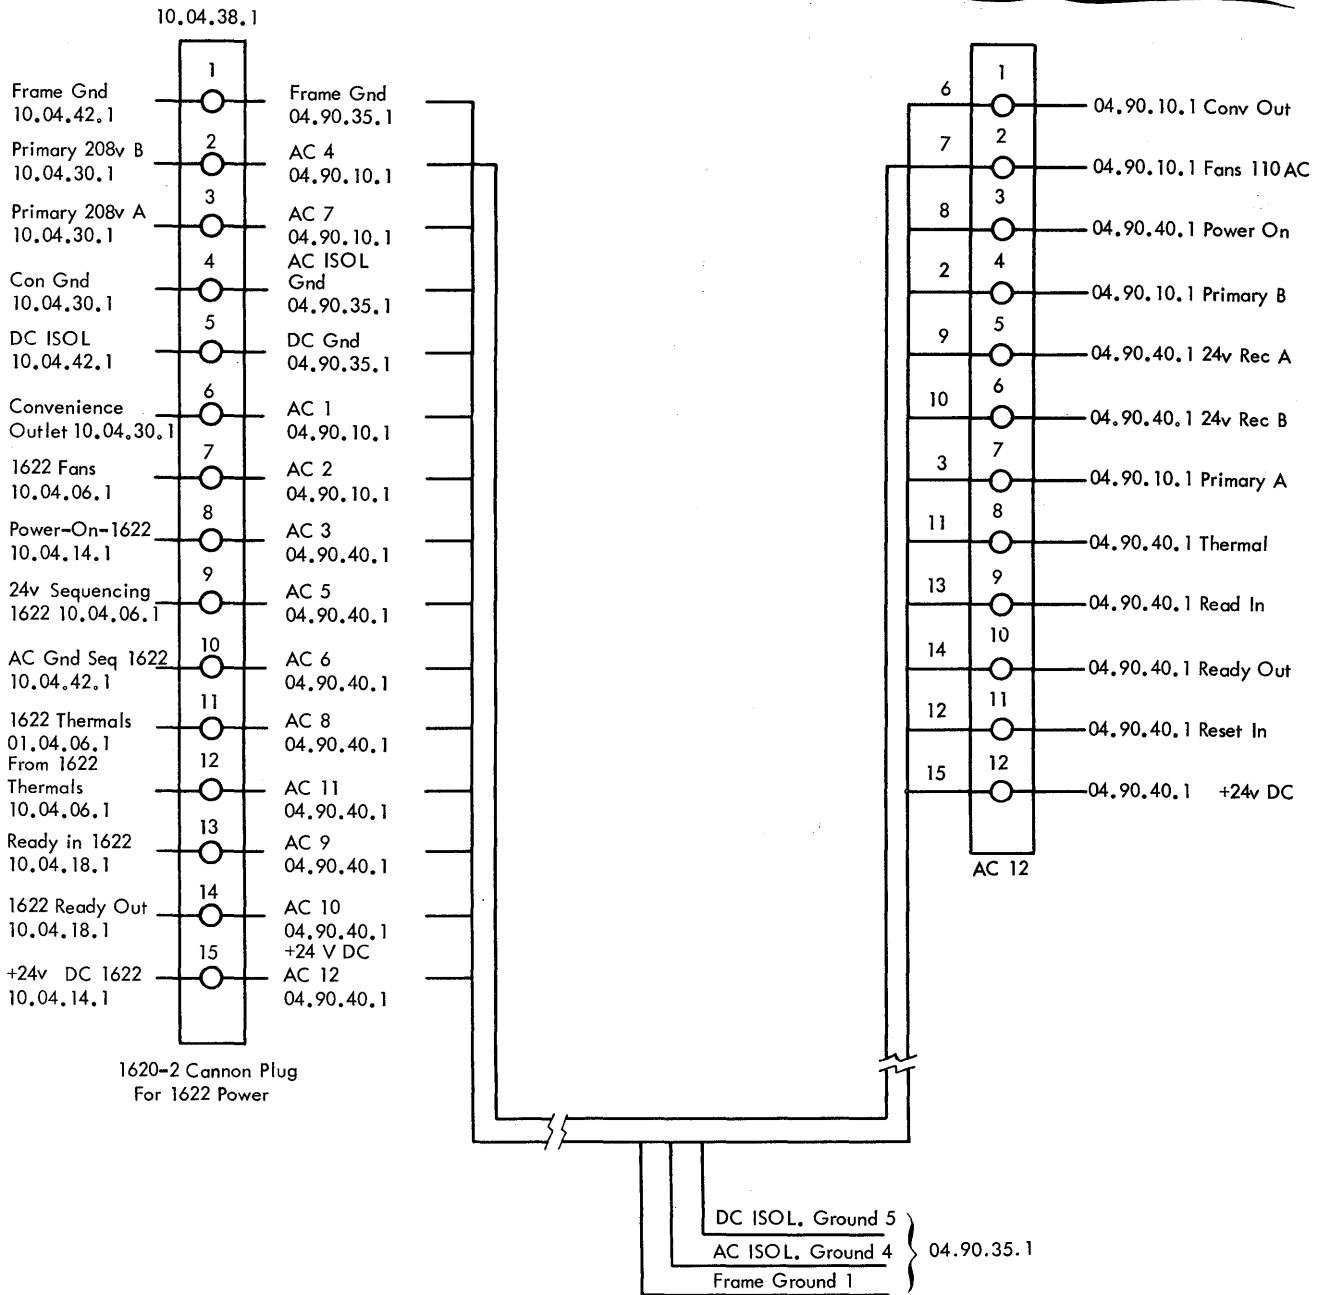 10.04.38.1
1
Frame Gnd
10.04.42.1
Frame Gnd
04.90.35.1
2
Primary 208v B
10.04.30.1
AC 4
04.90.10.1
3
Primary 208v A
10.04.30.1
AC 7
04.90.10.1
4
Con Gnd
10.04.30.1
AC ISOL
Gnd
04.90.35.1
5
DC ISOL
10.04.42.1
DC Gnd
04.90.35.1
6
Convenience
Outlet 10.04.30.1
AC 1
04.90.10.1
7
1622 Fans
10.04.06.1
AC 2
04.90.10.1
8
Power-On-1622
10.04.14.1
AC 3
04.90.40.1
9
24v Sequencing
1622 10.04.06.1
AC 5
04.90.40.1
10
AC Gnd Seq 1622
10.04.42.1
AC 6
04.90.40.1
11
1622 Thermals
01.04.06.1
AC 8
04.90.40.1
12
From 1622
Thermals
10.04.06.1
AC 11
04.90.40.1
13
Ready in 1622
10.04.18.1
AC 9
04.90.40.1
14
1622 Ready Out
10.04.18.1
AC 10
04.90.40.1
15
+24v DC 1622
10.04.14.1
+24 V DC
AC 12
04.90.40.1
1620-2 Cannon Plug
For 1622 Power
6 1 04.90.10.1 Conv Out
7 2 04.90.10.1 Fans 110 AC
8 3 04.90.40.1 Power On
2 4 04.90.10.1 Primary B
9 5 04.90.40.1 24v Rec A
10 6 04.90.40.1 24v Rec B
3 7 04.90.10.1 Primary A
11 8 04.90.40.1 Thermal
13 9 04.90.40.1 Read In
14 10 04.90.40.1 Ready Out
12 11 04.90.40.1 Reset In
15 12 04.90.40.1 +24v DC
AC 12
DC ISOL. Ground 5
AC ISOL. Ground 4
Frame Ground 1
04.90.35.1